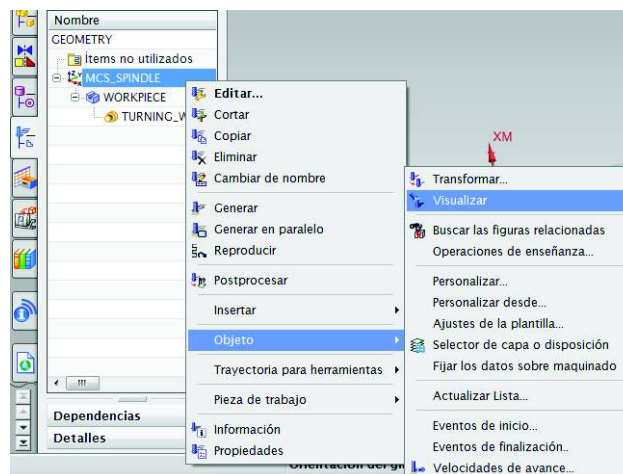 Nombre
GEOMETRY
Ítems no utilizados
MCS_SPINDLE
WORKPIECE
TURNING_W
Editar...
Cortar
Copiar
Eliminar
Cambiar de nombre
Generar
Generar en paralelo
Reproducir
Postprocesar
Insertar
Objeto
Trayectoria para herramientas
Pieza de trabajo
Información
Propiedades
XM
Transformar...
Visualizar
Buscar las figuras relacionadas
Operaciones de enseñanza...
Personalizar...
Personalizar desde...
Ajustes de la plantilla...
Selector de capa o disposición
Fijar los datos sobre maquinado
Actualizar Lista...
Eventos de inicio...
Eventos de finalización..
Velocidades de avance...
Dependencias
Detalles
Orientación del